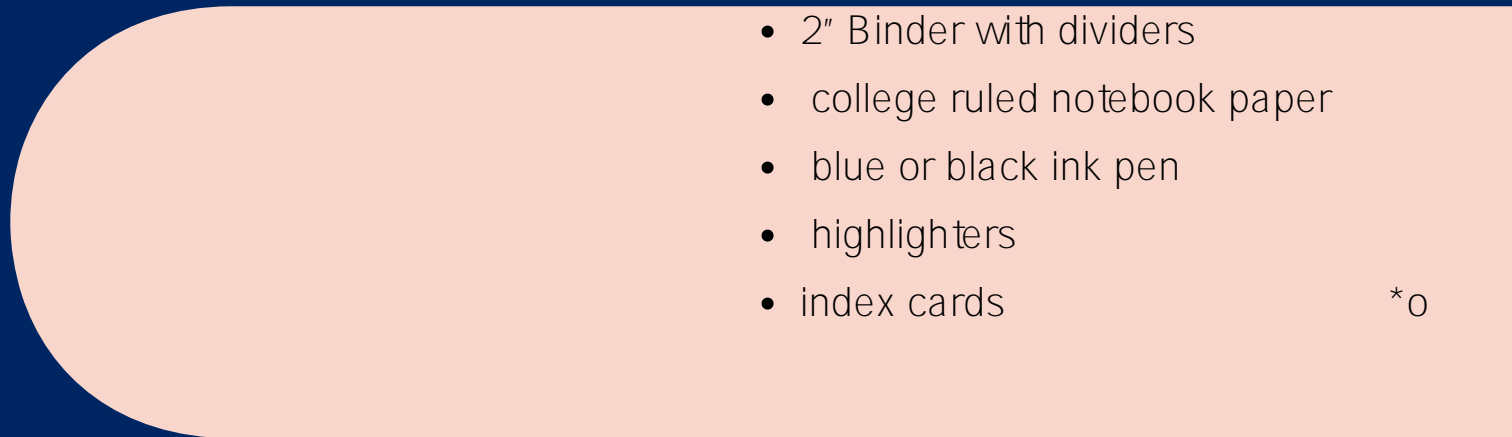 • 2" Binder with dividers
• college ruled notebook paper
• blue or black ink pen
• highlighters
• index cards *o